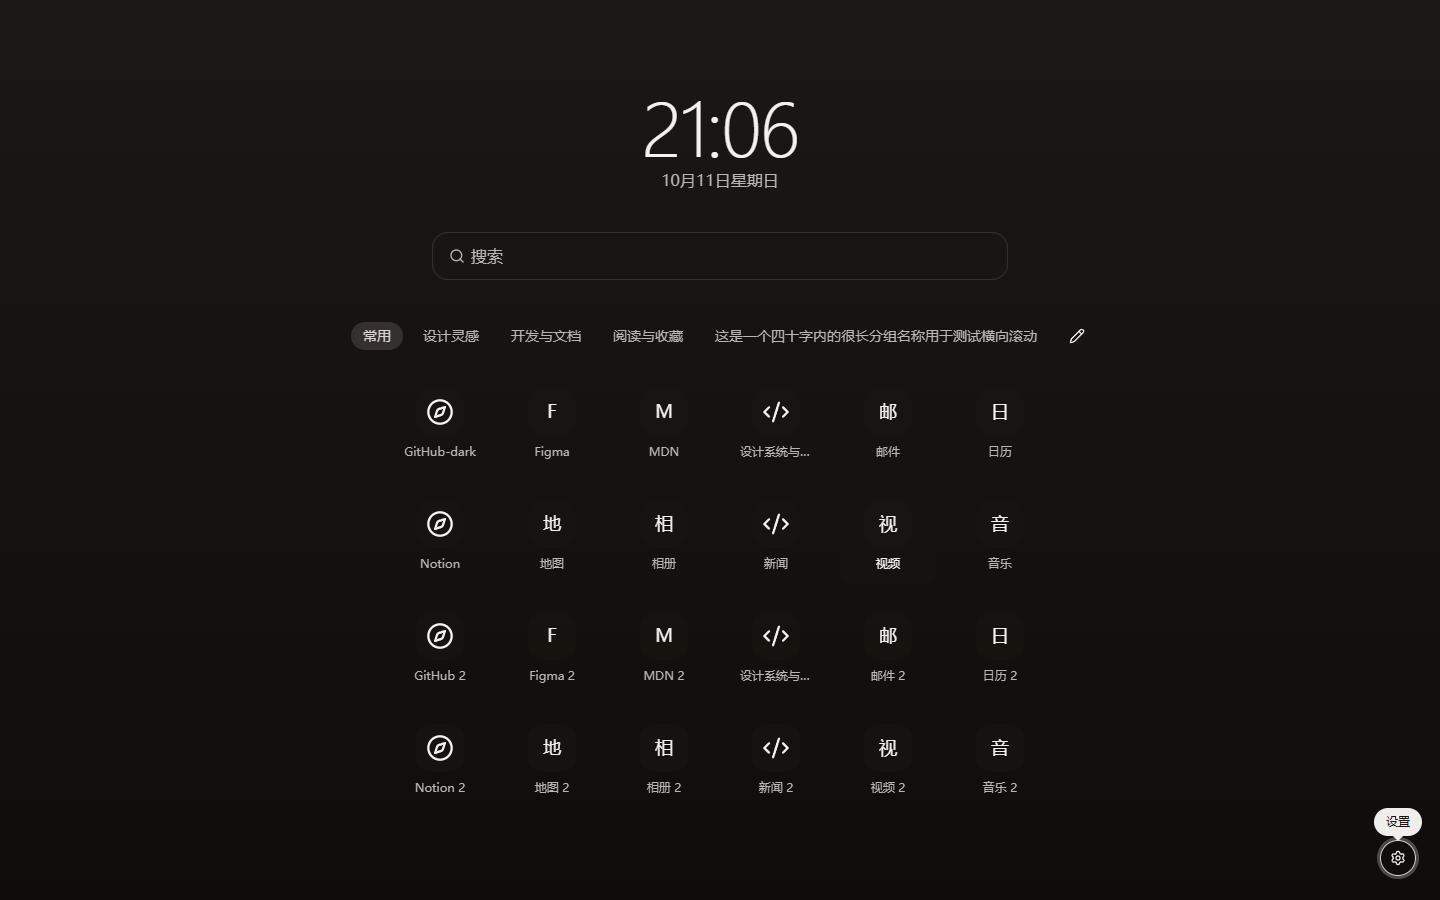 21:06
10月11日星期日
搜索
常用 设计灵感 开发与文档 阅读与收藏 这是一个四十字内的很长分组名称用于测试横向滚动
F M 邮 日
GitHub-dark Figma MDN 设计系统与... 邮件 日历
地 相 视 音
Notion 地图 相册 新闻 视频 音乐
F M 邮 日
GitHub 2 Figma 2 MDN 2 设计系统与... 邮件 2 日历 2
地 相 视 音
Notion 2 地图 2 相册 2 新闻 2 视频 2 音乐 2
设置